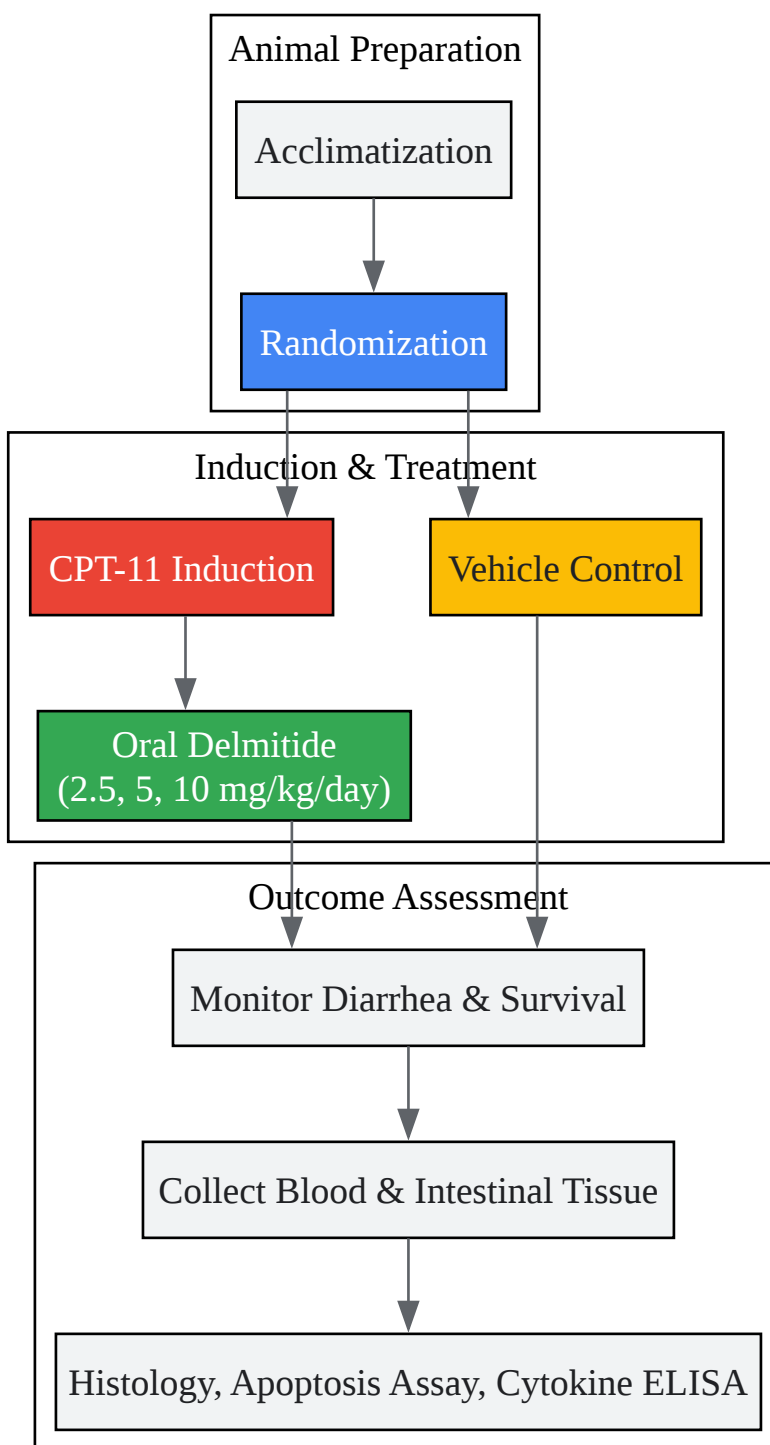 Animal Preparation
Acclimatization
Randomization
Induction & Treatment
CPT-11 Induction
Vehicle Control
Oral Delmitide
(2.5, 5, 10 mg/kg/day)
Outcome Assessment
Monitor Diarrhea & Survival
Collect Blood & Intestinal Tissue
Histology, Apoptosis Assay, Cytokine ELISA